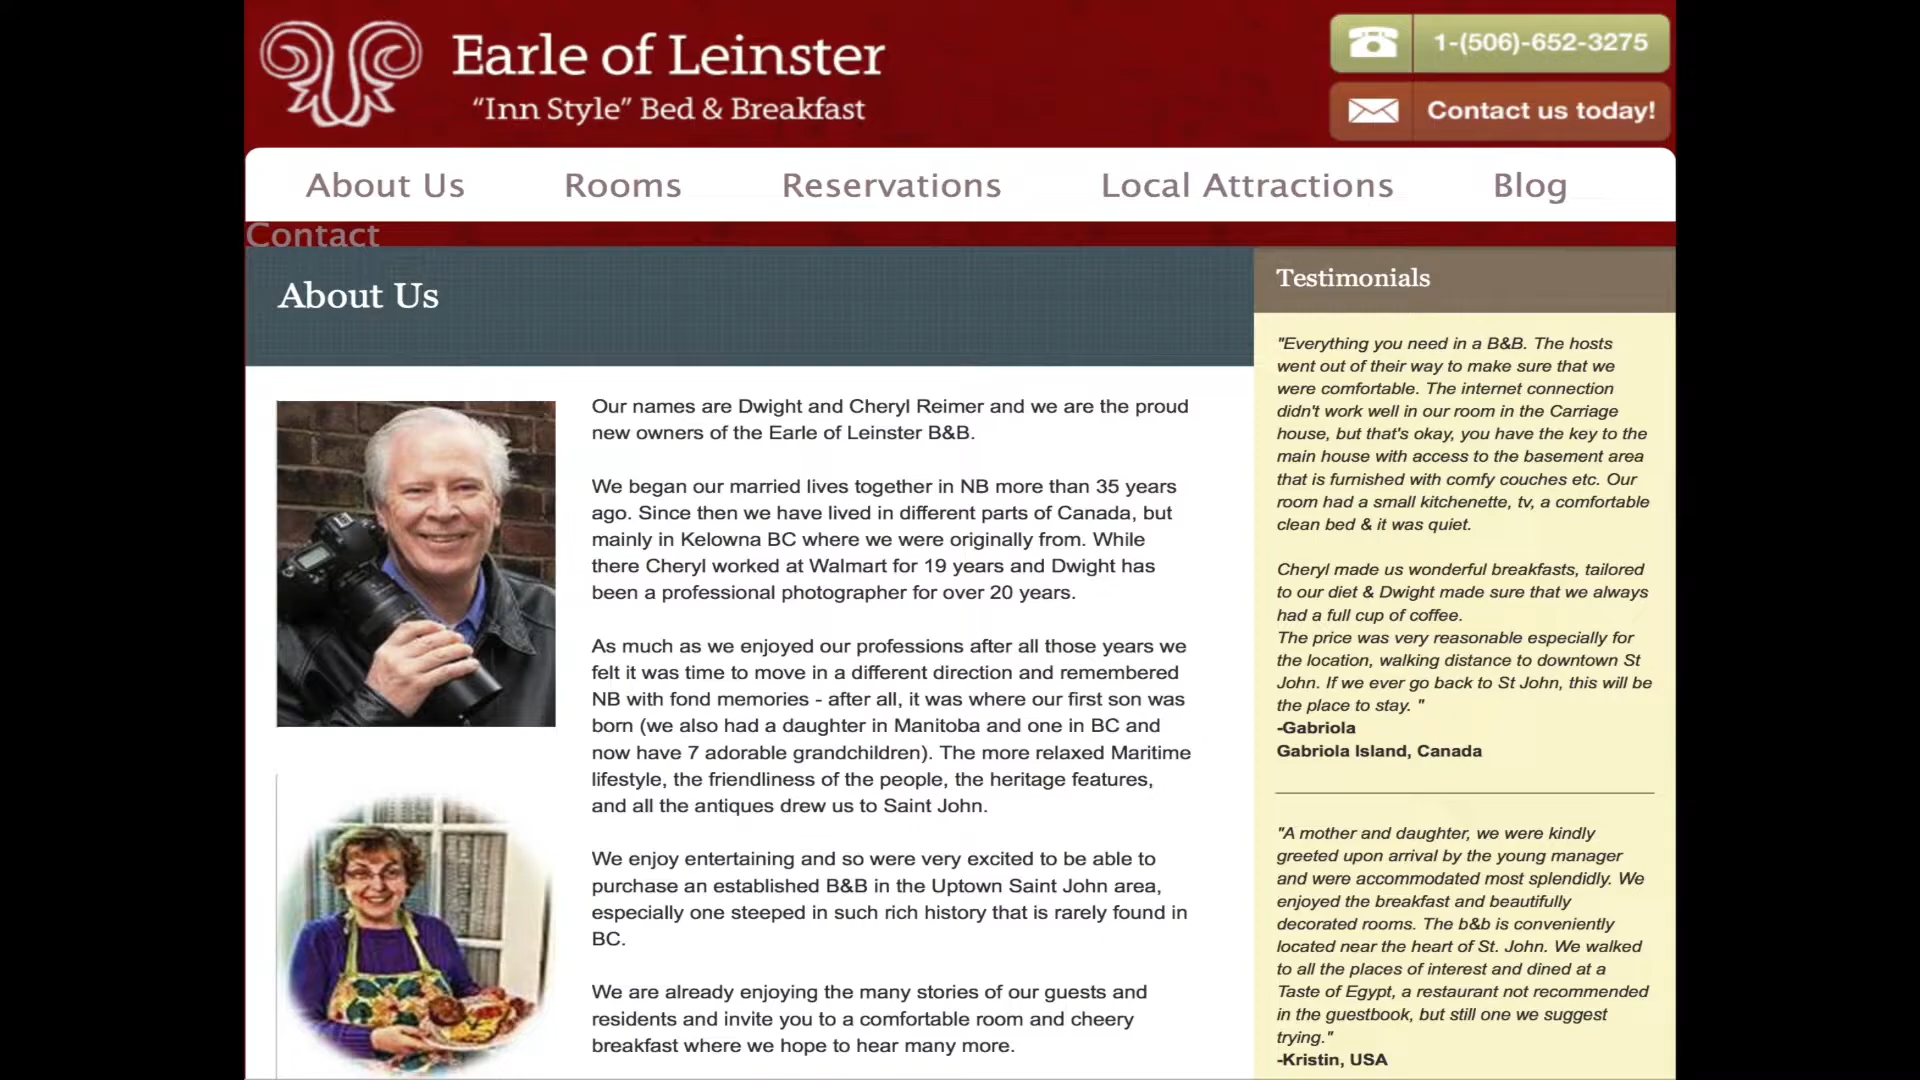 Earle of Leinster
“Inn Style” Bed & Breakfast
1-(506)-652-3275
Contact us today!
About Us
Rooms
Reservations
Local Attractions
Blog
Contact
About Us
Our names are Dwight and Cheryl Reimer and we are the proud
new owners of the Earle of Leinster B&B.
We began our married lives together in NB more than 35 years
ago. Since then we have lived in different parts of Canada, but
mainly in Kelowna BC where we were originally from. While
there Cheryl worked at Walmart for 19 years and Dwight has
been a professional photographer for over 20 years.
As much as we enjoyed our professions after all those years we
felt it was time to move in a different direction and remembered
NB with fond memories - after all, it was where our first son was
born (we also had a daughter in Manitoba and one in BC and
now have 7 adorable grandchildren). The more relaxed Maritime
lifestyle, the friendliness of the people, the heritage features,
and all the antiques drew us to Saint John.
We enjoy entertaining and so were very excited to be able to
purchase an established B&B in the Uptown Saint John area,
especially one steeped in such rich history that is rarely found in
BC.
We are already enjoying the many stories of our guests and
residents and invite you to a comfortable room and cheery
breakfast where we hope to hear many more.
Testimonials
"Everything you need in a B&B. The hosts
went out of their way to make sure that we
were comfortable. The internet connection
didn't work well in our room in the Carriage
house, but that's okay, you have the key to the
main house with access to the basement area
that is furnished with comfy couches etc. Our
room had a small kitchenette, tv, a comfortable
clean bed & it was quiet.
Cheryl made us wonderful breakfasts, tailored
to our diet & Dwight made sure that we always
had a full cup of coffee.
The price was very reasonable especially for
the location, walking distance to downtown St
John. If we ever go back to St John, this will be
the place to stay. "
-Gabriola
Gabriola Island, Canada
"A mother and daughter, we were kindly
greeted upon arrival by the young manager
and were accommodated most splendidly. We
enjoyed the breakfast and beautifully
decorated rooms. The b&b is conveniently
located near the heart of St. John. We walked
to all the places of interest and dined at a
Taste of Egypt, a restaurant not recommended
in the guestbook, but still one we suggest
trying."
-Kristin, USA